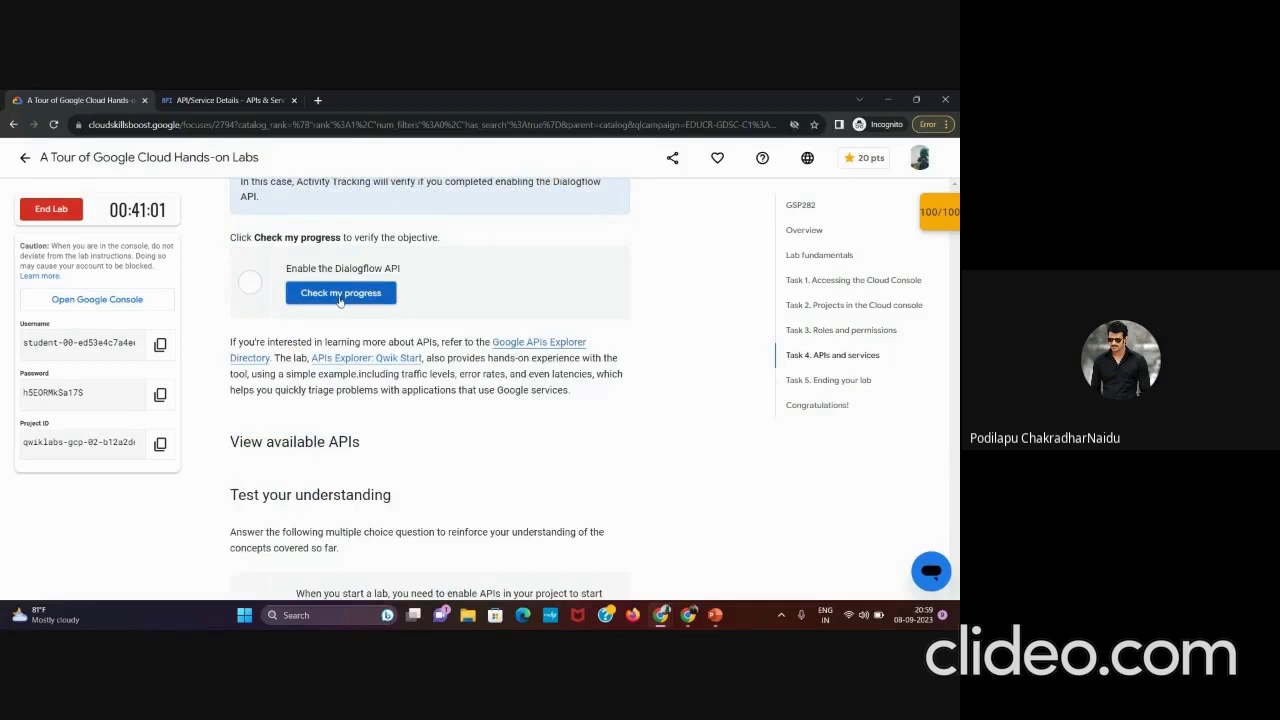 A Tour of Google Cloud Hands-o
API API/Service Details – APIs & Serv
cloudskillsboost.google/focuses/2794?catalog_rank=%7B"rank"%3A1%2C"num_filters"%3A0%2C"has_search"%3Atrue%7D&parent=catalog&qlcampaign=EDUCR-GDSC-C1%3A...
Incognito
Error
A Tour of Google Cloud Hands-on Labs
20 pts
End Lab
00:41:01
Caution: When you are in the console, do not
deviate from the lab instructions. Doing so
may cause your account to be blocked.
Learn more.
Open Google Console
Username
student-00-ed53e4c7a4e
Password
h5EORMkSa17S
Project ID
qwiklabs-gcp-02-b12a2d
In this case, Activity Tracking will verify if you completed enabling the Dialogflow
API.
Click Check my progress to verify the objective.
Enable the Dialogflow API
Check my progress
If you're interested in learning more about APIs, refer to the Google APIs Explorer
Directory. The lab, APIs Explorer: Qwik Start, also provides hands-on experience with the
tool, using a simple example.including traffic levels, error rates, and even latencies, which
helps you quickly triage problems with applications that use Google services.
View available APIs
Test your understanding
Answer the following multiple choice question to reinforce your understanding of the
concepts covered so far.
When you start a lab, you need to enable APIs in your project to start
GSP282
Overview
Lab fundamentals
Task 1. Accessing the Cloud Console
Task 2. Projects in the Cloud console
Task 3. Roles and permissions
Task 4. APIs and services
Task 5. Ending your lab
Congratulations!
100/100
Podilapu ChakradharNaidu
81°F
Mostly cloudy
Search
ENG
IN
20:59
08-09-2023
clideo.com